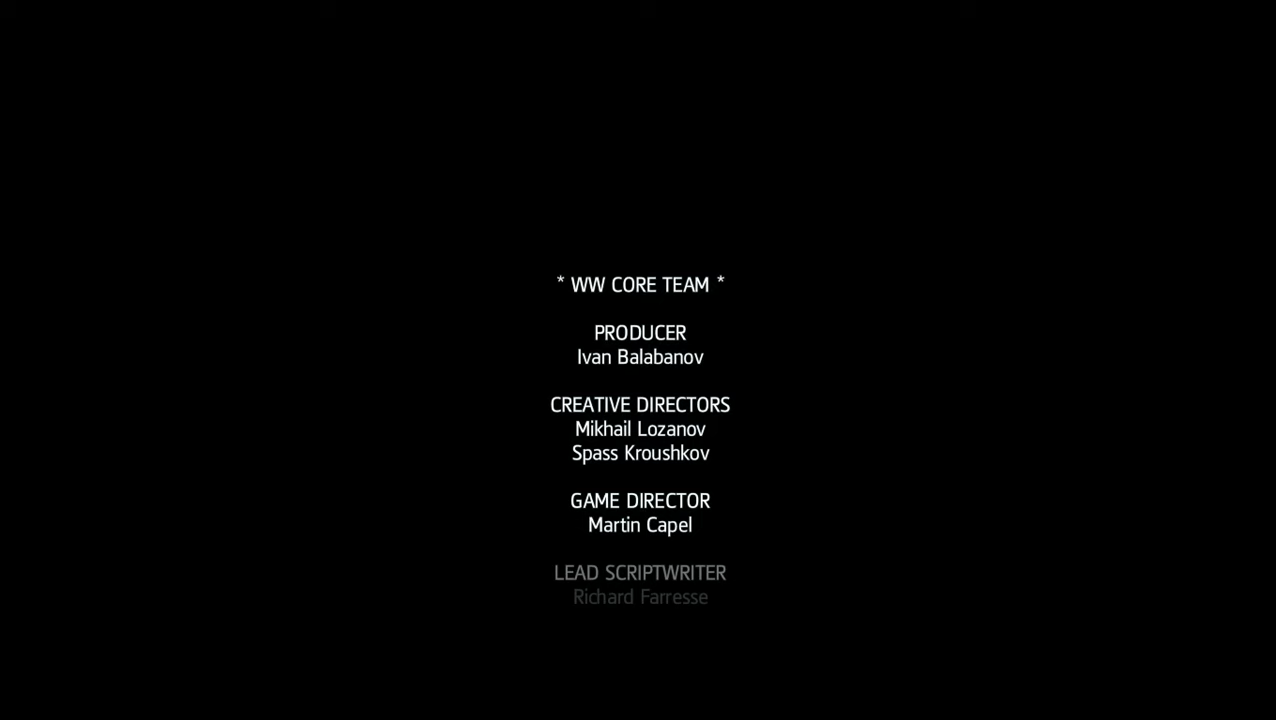 * WW CORE TEAM *
PRODUCER
Ivan Balabanov
CREATIVE DIRECTORS
Mikhail Lozanov
Spass Kroushkov
GAME DIRECTOR
Martin Capel
LEAD SCRIPTWRITER
Richard Farresse